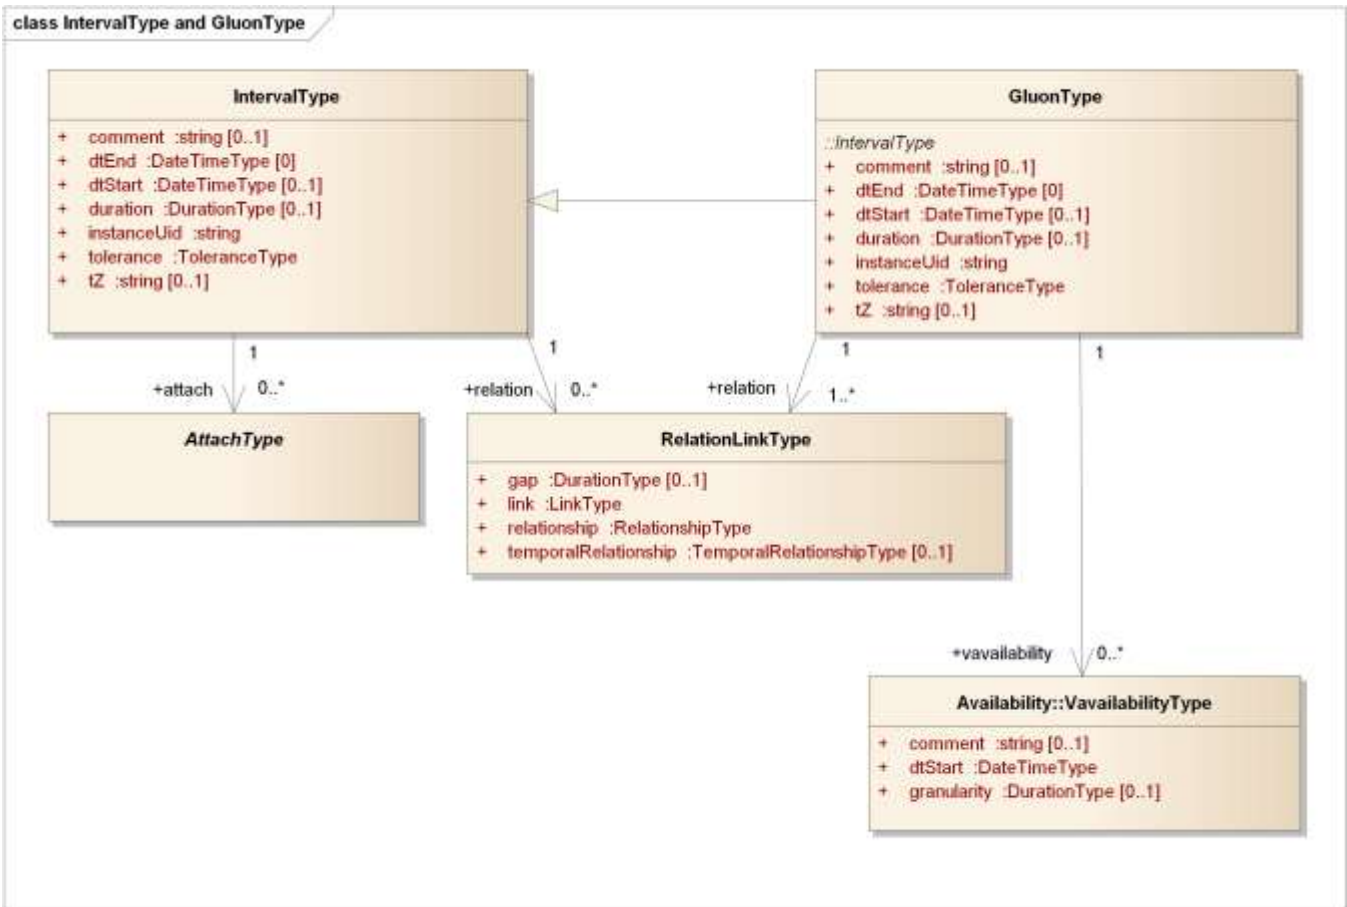 class IntervalType and GluonType
IntervalType
+ comment :string [0..1]
+ dtEnd :DateTimeType [0]
+ dtStart :DateTimeType [0..1]
+ duration :DurationType [0..1]
+ instanceUid :string
+ tolerance :ToleranceType
+ tZ :string [0..1]
GluonType
::IntervalType
+ comment :string [0..1]
+ dtEnd :DateTimeType [0]
+ dtStart :DateTimeType [0..1]
+ duration :DurationType [0..1]
+ instanceUid :string
+ tolerance :ToleranceType
+ tZ :string [0..1]
1
+attach 0..*
1
+relation 0..*
1
+relation 1..*
1
AttachType
RelationLinkType
+ gap :DurationType [0..1]
+ link :LinkType
+ relationship :RelationshipType
+ temporalRelationship :TemporalRelationshipType [0..1]
+vavailability 0..*
Availability::VavailabilityType
+ comment :string [0..1]
+ dtStart :DateTimeType
+ granularity :DurationType [0..1]